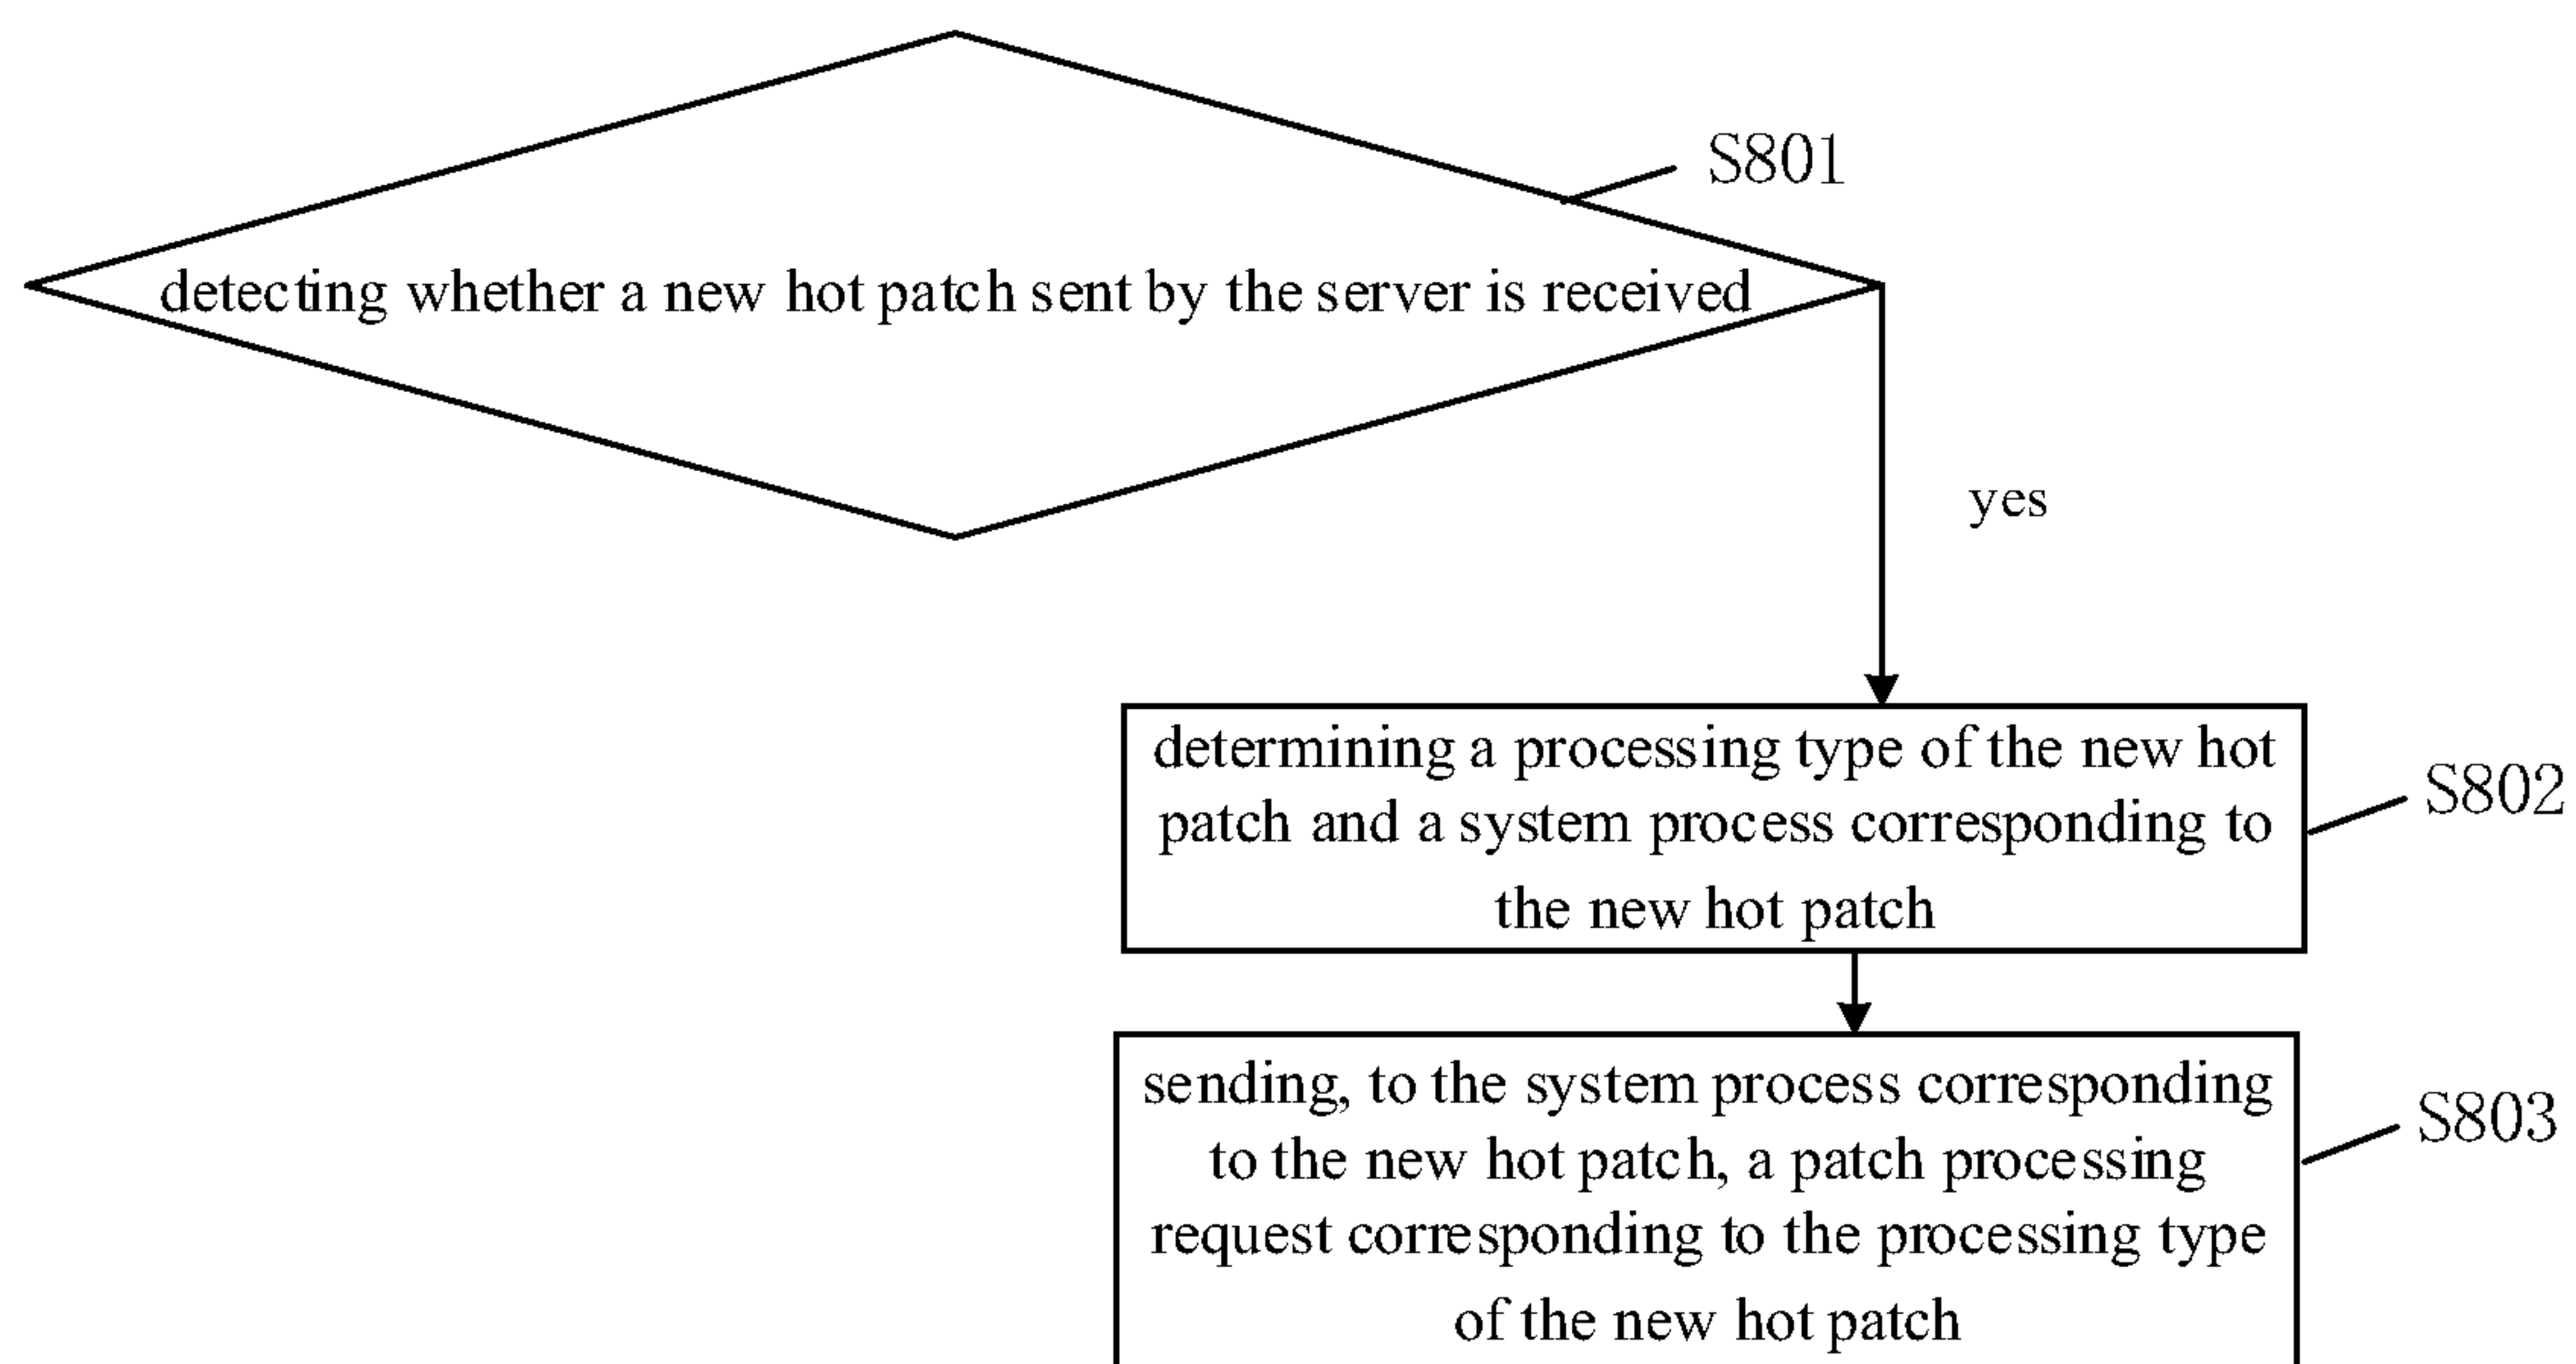 S801
detecting whether a new hot patch sent by the server is received
yes
determining a processing type of the new hot
patch and a system process corresponding to
the new hot patch
S802
sending, to the system process corresponding
to the new hot patch, a patch processing
request corresponding to the processing type
of the new hot patch
S803